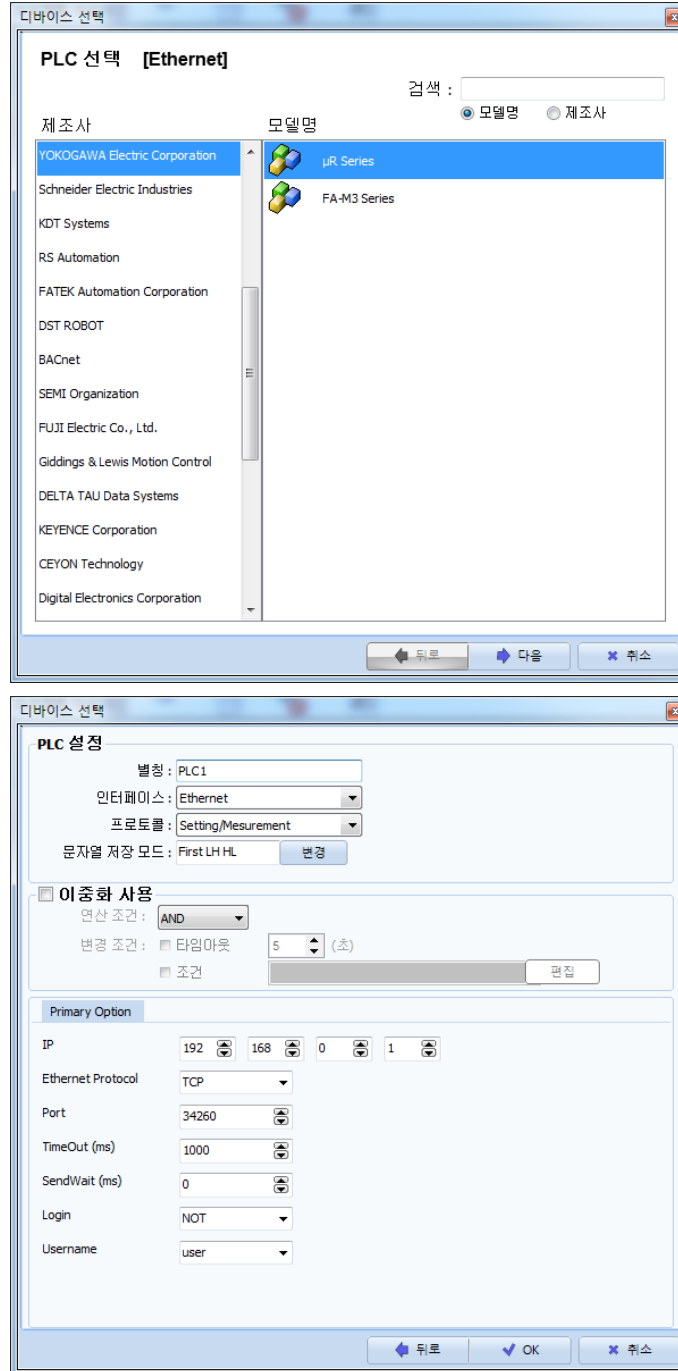 디바이스 선택
PLC 선택 [Ethernet]
검색 :
모델명 제조사
제조사 모델명
YOKOGAWA Electric Corporation
Schneider Electric Industries
KDT Systems
RS Automation
FATEK Automation Corporation
DST ROBOT
BACnet
SEMI Organization
FUJI Electric Co., Ltd.
Giddings & Lewis Motion Control
DELTA TAU Data Systems
KEYENCE Corporation
CEYON Technology
Digital Electronics Corporation
µR Series
FA-M3 Series
뒤로 다음 취소
디바이스 선택
PLC 설정
별칭 : PLC1
인터페이스 : Ethernet
프로토콜 : Setting/Mesurement
문자열 저장 모드 : First LH HL 변경
이중화 사용
연산 조건 : AND
변경 조건 : 타임아웃 5 (초)
조건 편집
Primary Option
IP 192 168 0 1
Ethernet Protocol TCP
Port 34260
TimeOut (ms) 1000
SendWait (ms) 0
Login NOT
Username user
뒤로 OK 취소